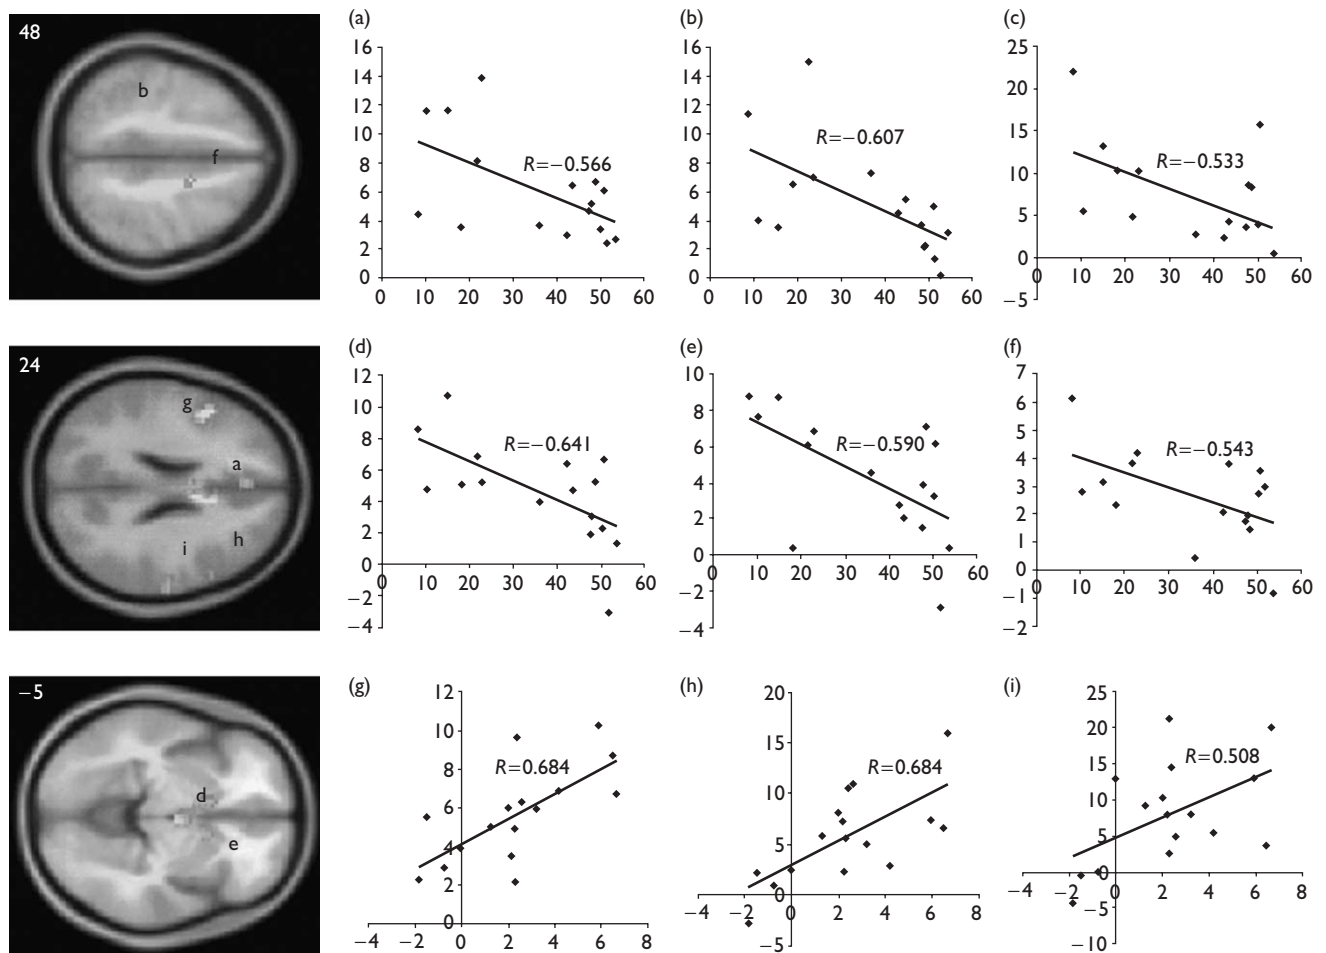 48
b
f
(a)
16
14
12
10
8
6
4
2
0
0 10 20 30 40 50 60
R=−0.566
(b)
16
14
12
10
8
6
4
2
0
0 10 20 30 40 50 60
R=−0.607
(c)
25
20
15
10
5
0
−5
0 10 20 30 40 50 60
R=−0.533
24
g
a
h
i
(d)
12
10
8
6
4
2
0
−2
−4
0 10 20 30 40 50 60
R=−0.641
(e)
10
8
6
4
2
0
−2
−4
0 10 20 30 40 50 60
R=−0.590
(f)
7
6
5
4
3
2
1
0
−1
−2
0 10 20 30 40 50 60
R=−0.543
−5
d
e
(g)
12
10
8
6
4
2
0
−4 −2 0 2 4 6 8
R=0.684
(h)
20
15
10
5
0
−5
−4 −2 0 2 4 6 8
R=0.684
(i)
25
20
15
10
5
0
−5
−10
−4 −2 0 2 4 6 8
R=0.508